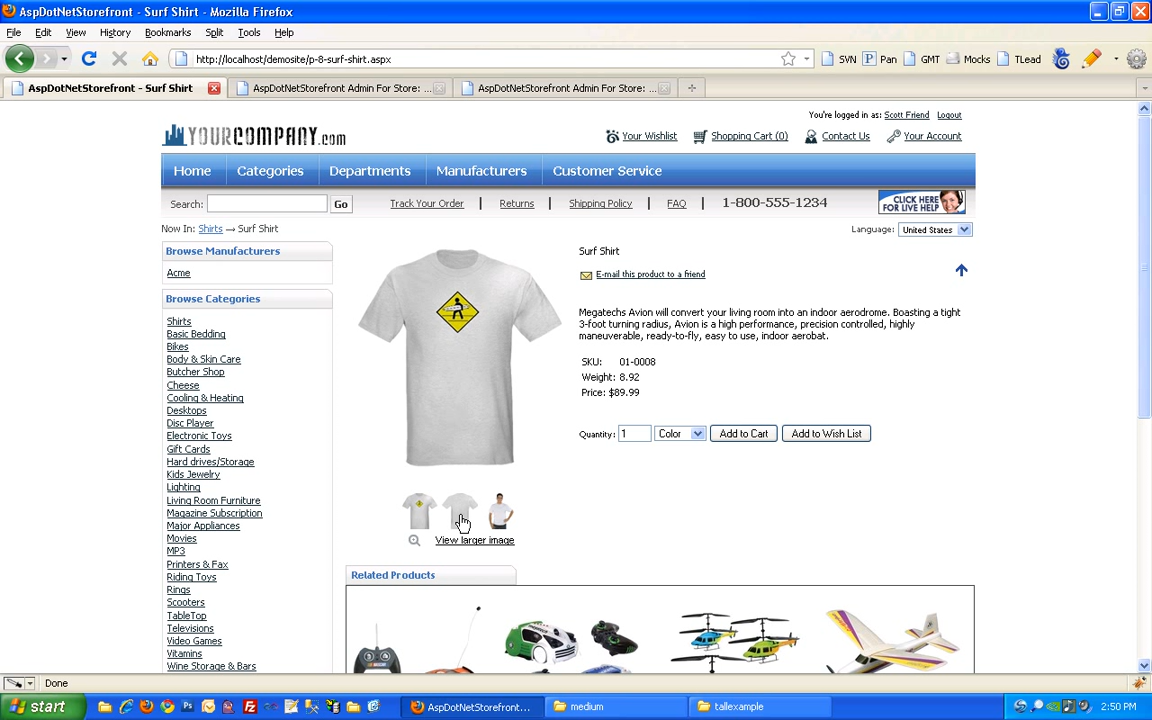 AspDotNetStorefront - Surf Shirt - Mozilla Firefox
File Edit View History Bookmarks Split Tools Help
http://localhost/demosite/p-8-surf-shirt.aspx
SVN Pan GMT Mocks TLead
AspDotNetStorefront - Surf Shirt
AspDotNetStorefront Admin For Store: ...
AspDotNetStorefront Admin For Store: ...
You're logged in as: Scott Friend Logout
YOURCOMPANY.com
Your Wishlist Shopping Cart (0) Contact Us Your Account
Home Categories Departments Manufacturers Customer Service
Search: Go Track Your Order | Returns | Shipping Policy | FAQ | 1-800-555-1234
CLICK HERE
FOR LIVE HELP
Now In: Shirts → Surf Shirt
Language: United States
Browse Manufacturers
Acme
Browse Categories
Shirts
Basic Bedding
Bikes
Body & Skin Care
Butcher Shop
Cheese
Cooling & Heating
Desktops
Disc Player
Electronic Toys
Gift Cards
Hard drives/Storage
Kids Jewelry
Lighting
Living Room Furniture
Magazine Subscription
Major Appliances
Movies
MP3
Printers & Fax
Riding Toys
Rings
Scooters
TableTop
Televisions
Video Games
Vitamins
Wine Storage & Bars
Surf Shirt
E-mail this product to a friend
Megatechs Avion will convert your living room into an indoor aerodrome. Boasting a tight
3-foot turning radius, Avion is a high performance, precision controlled, highly
maneuverable, ready-to-fly, easy to use, indoor aerobat.
SKU: 01-0008
Weight: 8.92
Price: $89.99
Quantity: 1 Color Add to Cart Add to Wish List
View larger image
Related Products
Done
start
AspDotNetStorefront...
medium
tallexample
2:50 PM